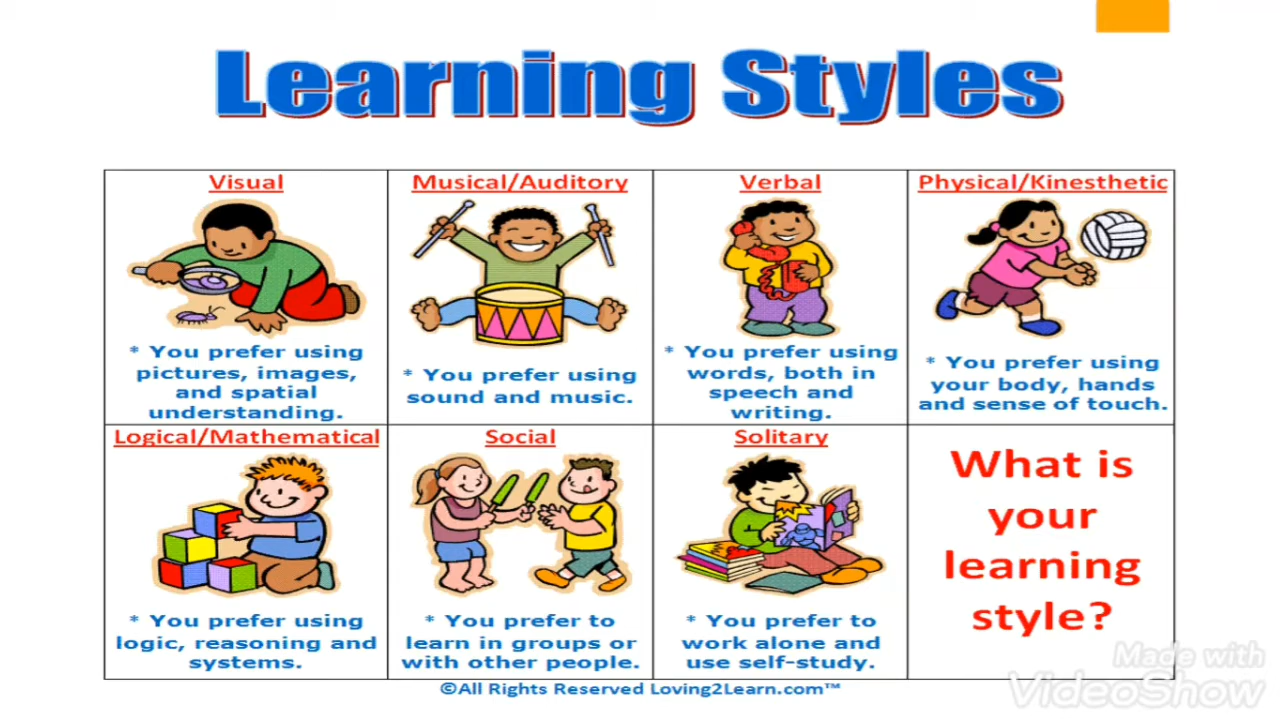 Learning Styles
Visual
* You prefer using
pictures, images,
and spatial
understanding.
Musical/Auditory
* You prefer using
sound and music.
Verbal
* You prefer using
words, both in
speech and
writing.
Physical/Kinesthetic
* You prefer using
your body, hands
and sense of touch.
Logical/Mathematical
* You prefer using
logic, reasoning and
systems.
Social
* You prefer to
learn in groups or
with other people.
Solitary
* You prefer to
work alone and
use self-study.
What is
your
learning
style?
©All Rights Reserved Loving2Learn.com™
Made with
VideoShow